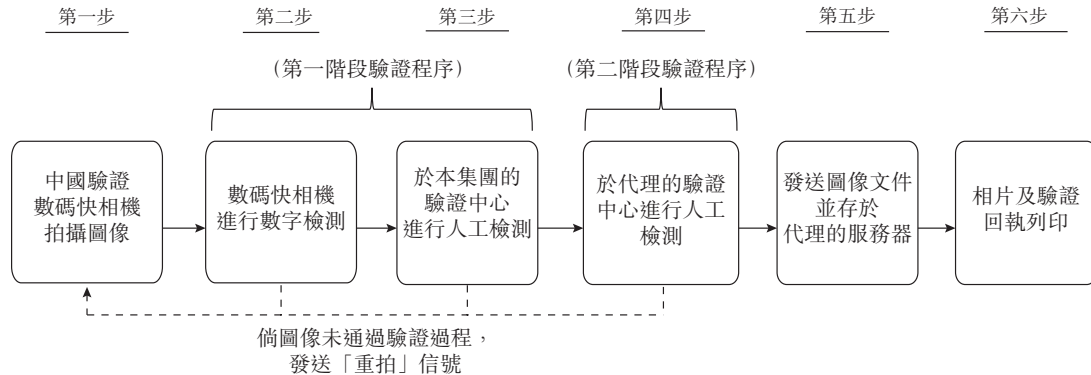 第一步
第二步
第三步
第四步
第五步
第六步
(第一階段驗證程序)
(第二階段驗證程序)
中國驗證
數碼快相機
拍攝圖像
數碼快相機
進行數字檢測
於本集團的
驗證中心
進行人工檢測
於代理的驗證
中心進行人工
檢測
發送圖像文件
並存於
代理的服務器
相片及驗證
回執列印
倘圖像未通過驗證過程，
發送「重拍」信號